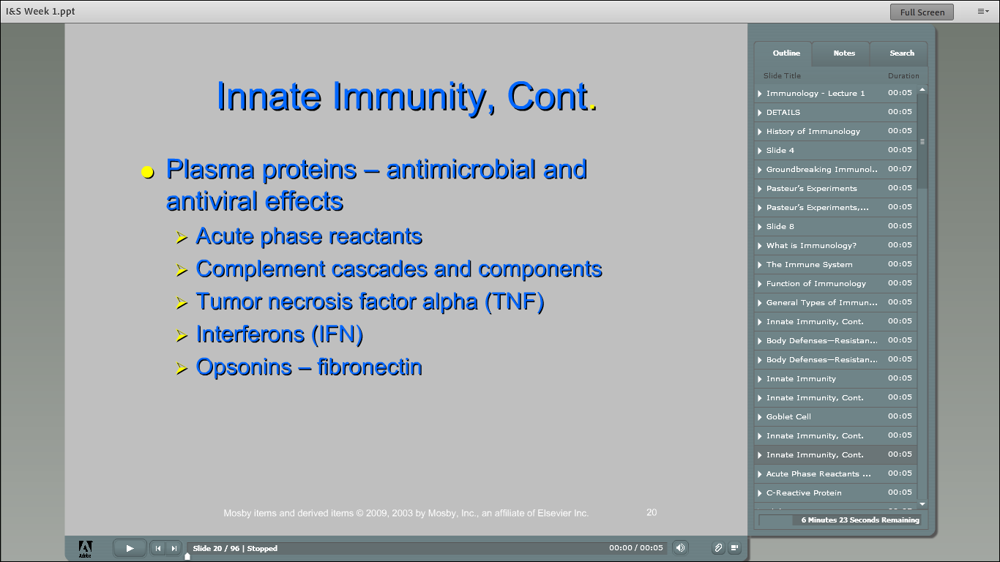 I&S Week 1.ppt
Full Screen
Innate Immunity, Cont.
Plasma proteins – antimicrobial and
antiviral effects
Acute phase reactants
Complement cascades and components
Tumor necrosis factor alpha (TNF)
Interferons (IFN)
Opsonins – fibronectin
Mosby items and derived items © 2009, 2003 by Mosby, Inc., an affiliate of Elsevier Inc. 20
Outline Notes Search
Slide Title Duration
Immunology - Lecture 1 00:05
DETAILS 00:05
History of Immunology 00:05
Slide 4 00:05
Groundbreaking Immunol.. 00:07
Pasteur's Experiments 00:05
Pasteur's Experiments,... 00:05
Slide 8 00:05
What is Immunology? 00:05
The Immune System 00:05
Function of Immunology 00:05
General Types of Immun... 00:05
Innate Immunity, Cont. 00:05
Body Defenses—Resistan... 00:05
Body Defenses—Resistan... 00:05
Innate Immunity 00:05
Innate Immunity, Cont. 00:05
Goblet Cell 00:05
Innate Immunity, Cont. 00:05
Innate Immunity, Cont. 00:05
Acute Phase Reactants ... 00:05
C-Reactive Protein 00:05
6 Minutes 23 Seconds Remaining
Adobe
Slide 20 / 96 | Stopped 00:00 / 00:05